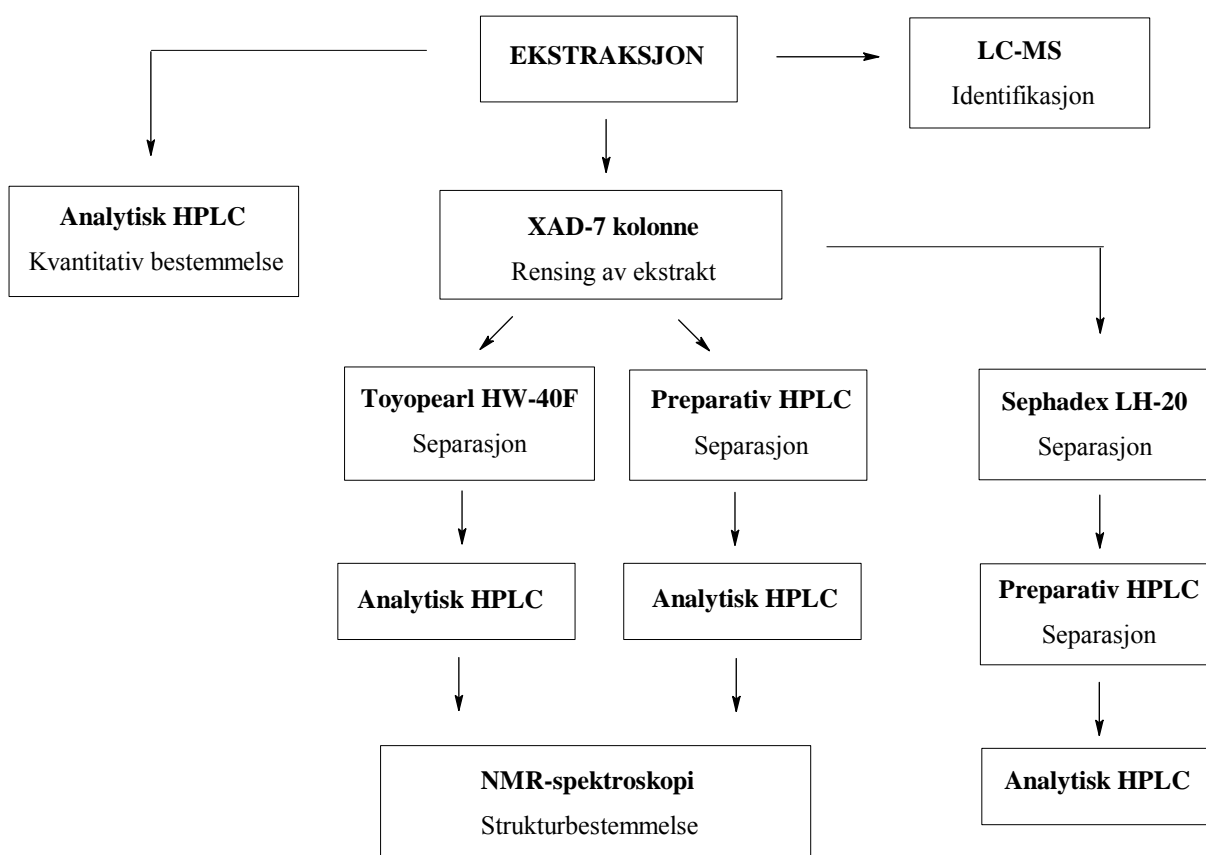 EKSTRAKSJON
LC-MS
Identifikasjon
Analytisk HPLC
Kvantitativ bestemmelse
XAD-7 kolonne
Rensing av ekstrakt
Toyopearl HW-40F
Separasjon
Preparativ HPLC
Separasjon
Sephadex LH-20
Separasjon
Analytisk HPLC
Analytisk HPLC
Preparativ HPLC
Separasjon
NMR-spektroskopi
Strukturbestemmelse
Analytisk HPLC